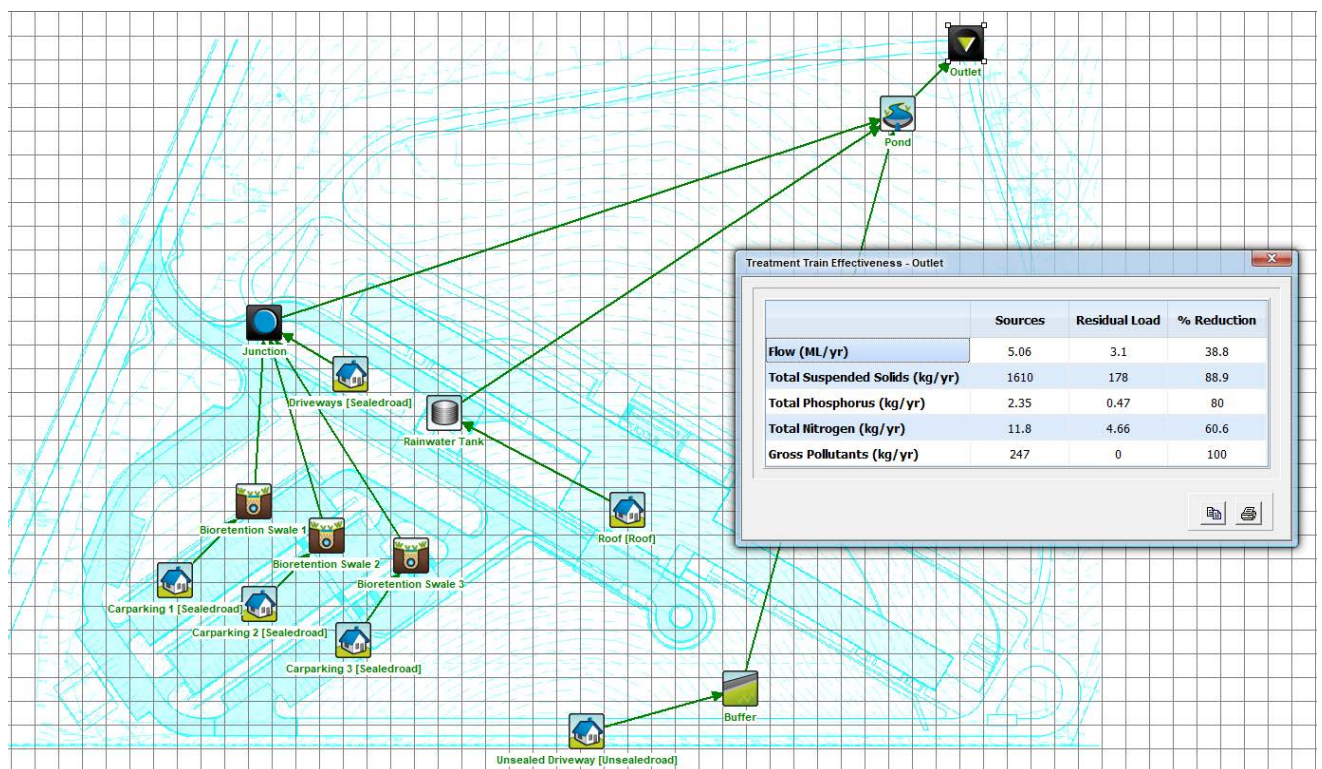 Outlet
Pond
Treatment Train Effectiveness - Outlet
Sources Residual Load % Reduction
Flow (ML/yr) 5.06 3.1 38.8
Total Suspended Solids (kg/yr) 1610 178 88.9
Total Phosphorus (kg/yr) 2.35 0.47 80
Total Nitrogen (kg/yr) 11.8 4.66 60.6
Gross Pollutants (kg/yr) 247 0 100
Junction
Driveways [Sealedroad]
Rainwater Tank
Bioretention Swale 1
Roof [Roof]
Bioretention Swale 2
Bioretention Swale 3
Carparking 1 [Sealedroad]
Carparking 2 [Sealedroad]
Carparking 3 [Sealedroad]
Buffer
Unsealed Driveway [Unsealedroad]